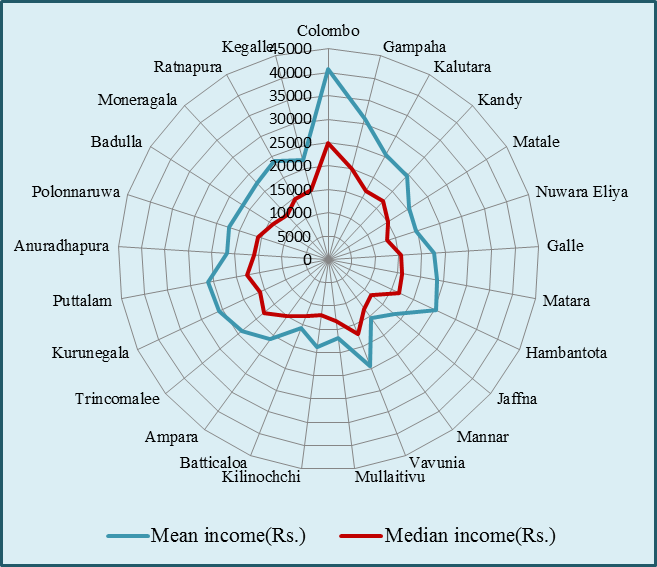 Colombo
Gampaha
Kalutara
Kandy
Matale
Nuwara Eliya
Galle
Matara
Hambantota
Jaffna
Mannar
Vavunia
Mullaitivu
Kilinochchi
Batticaloa
Ampara
Trincomalee
Kurunegala
Puttalam
Anuradhapura
Polonnaruwa
Badulla
Moneragala
Ratnapura
Kegalle
45000
40000
35000
30000
25000
20000
15000
10000
5000
0
Mean income(Rs.)
Median income(Rs.)